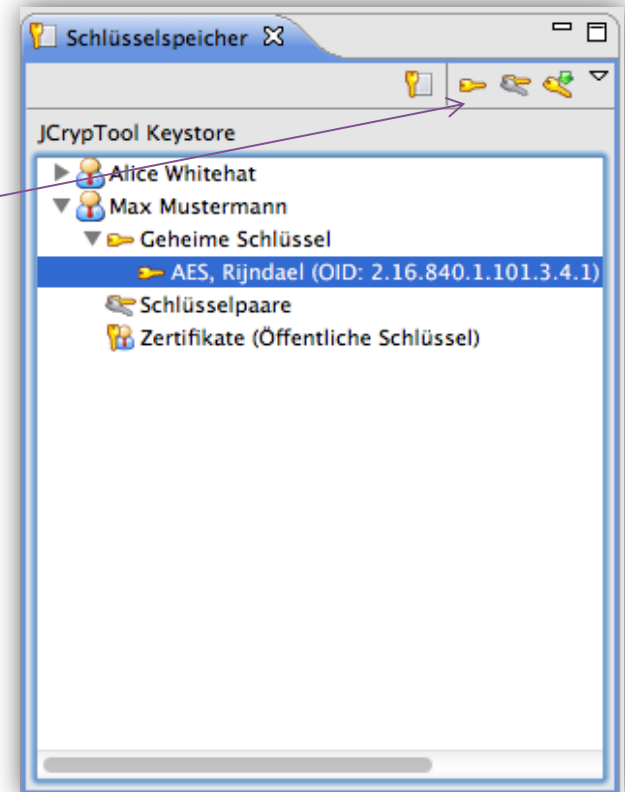 Schlüsselspeicher
JCrypTool Keystore
Alice Whitehat
Max Mustermann
Geheime Schlüssel
AES, Rijndael (OID: 2.16.840.1.101.3.4.1)
Schlüsselpaare
Zertifikate (Öffentliche Schlüssel)